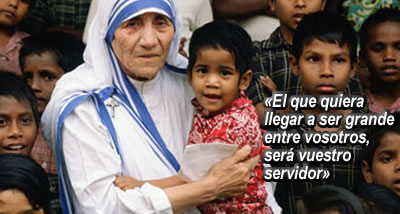 «El que quiera
llegar a ser grande
entre vosotros,
será vuestro
servidor»